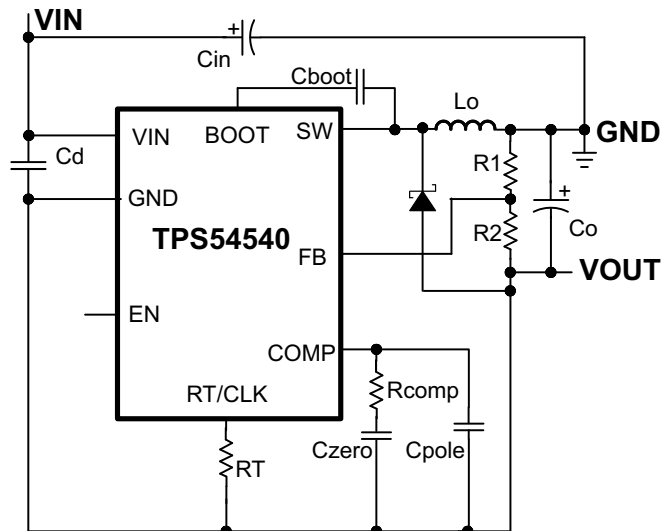 VIN
Cin
+
Cboot
Lo
GND
VIN
BOOT
SW
Cd
R1
GND
+
TPS54540
R2
Co
FB
VOUT
EN
COMP
RT/CLK
Rcomp
RT
Czero
Cpole